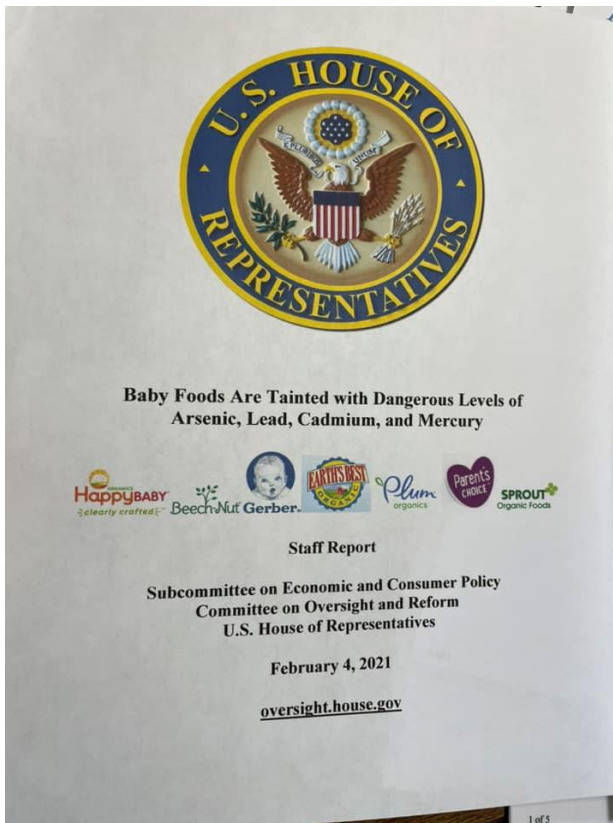 U.S. HOUSE OF
REPRESENTATIVES
E PLURIBUS UNUM
Baby Foods Are Tainted with Dangerous Levels of
Arsenic, Lead, Cadmium, and Mercury
ORGANICS
HappyBABY
clearly crafted
Beech-Nut
Gerber
EARTH'S BEST
ORGANIC
Plum
organics
Parent's
CHOICE
SPROUT
Organic Foods
Staff Report
Subcommittee on Economic and Consumer Policy
Committee on Oversight and Reform
U.S. House of Representatives
February 4, 2021
oversight.house.gov
1 of 5